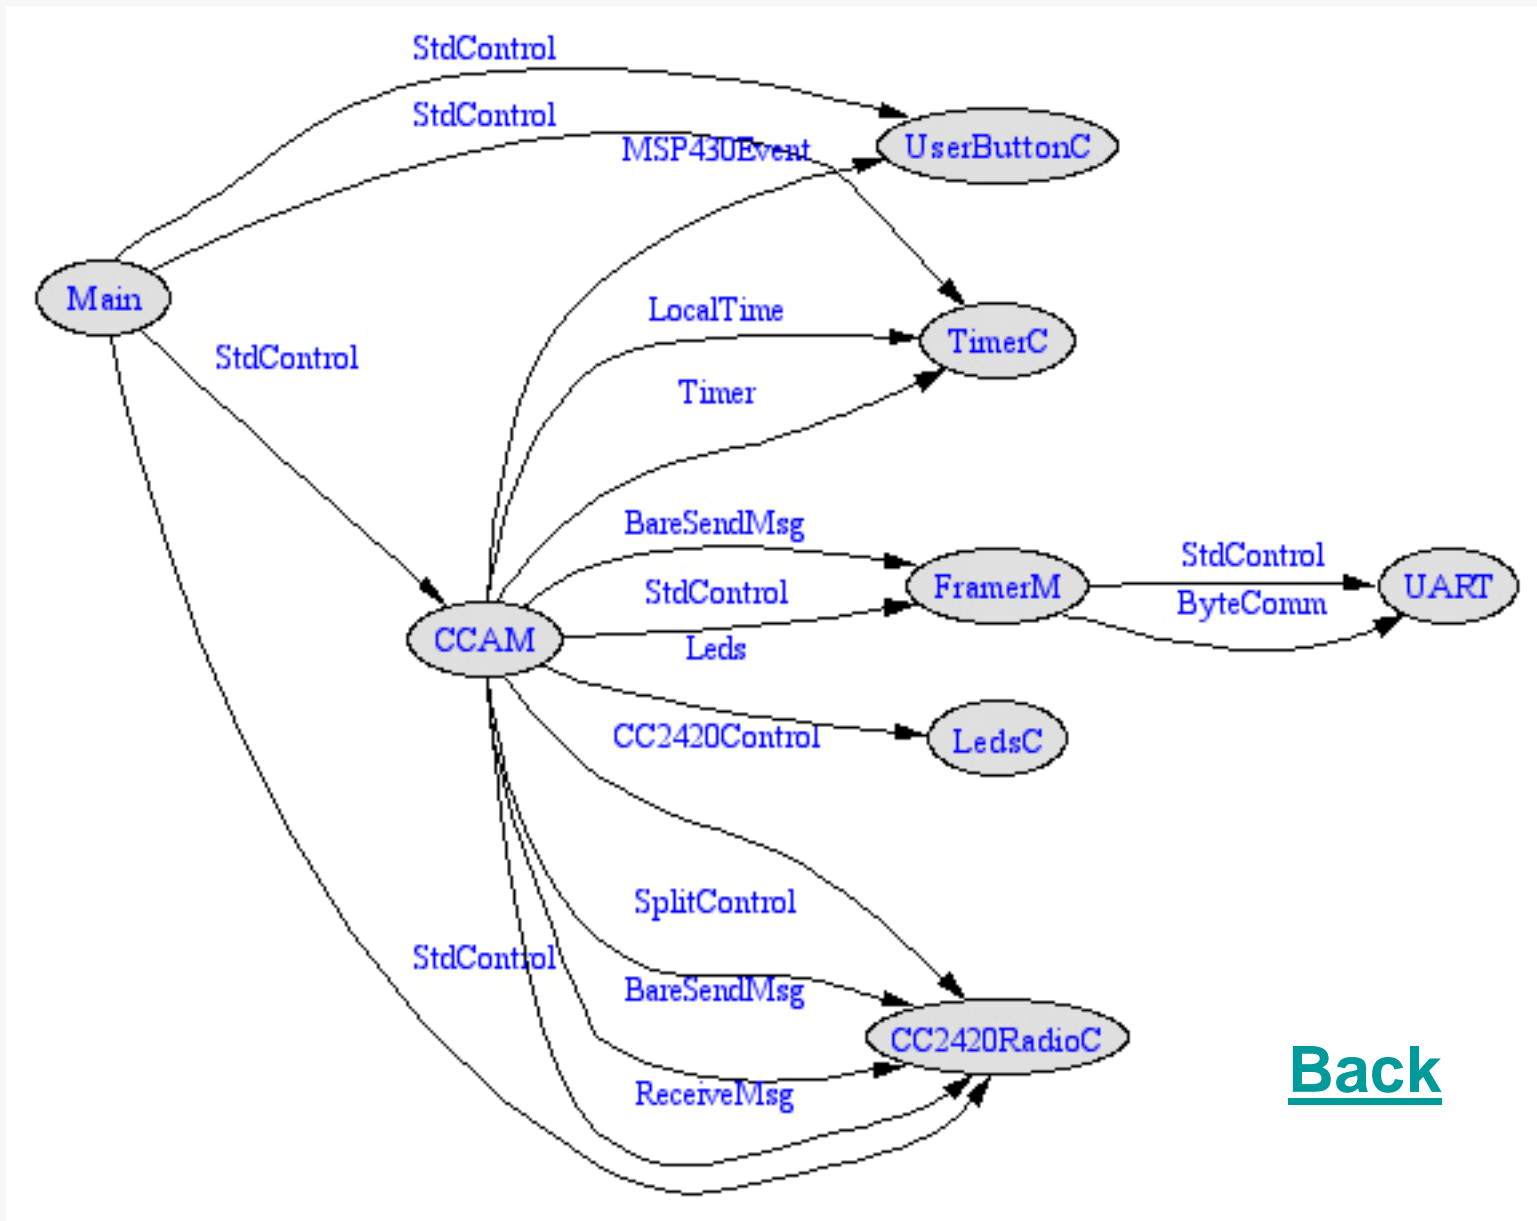 StdControl
StdControl
MSP430Event
UserButtonC
Main
LocalTime
TimerC
StdControl
Timer
BareSendMsg
StdControl
FramerM
UART
StdControl
ByteComm
CCAM
Leds
CC2420Control
LedsC
SplitControl
StdControl
BareSendMsg
CC2420RadioC
Back
ReceiveMsg